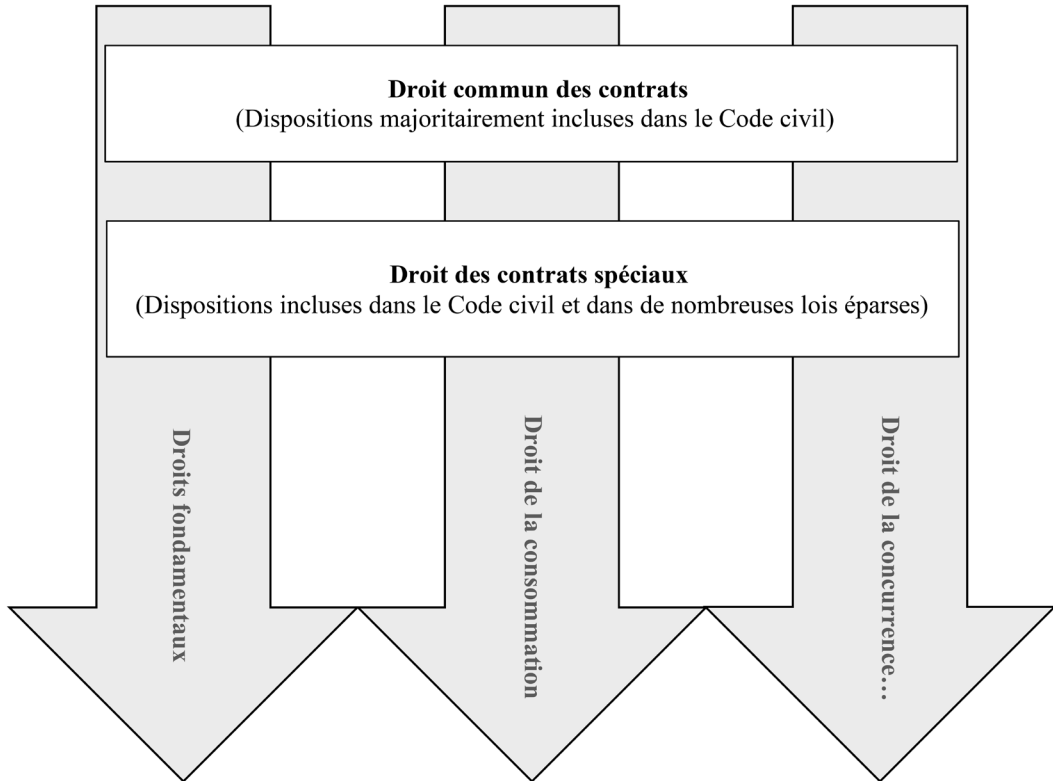 Droit commun des contrats
(Dispositions majoritairement incluses dans le Code civil)
Droit des contrats spéciaux
(Dispositions incluses dans le Code civil et dans de nombreuses lois éparses)
Droits fondamentaux
Droit de la consommation
Droit de la concurrence…